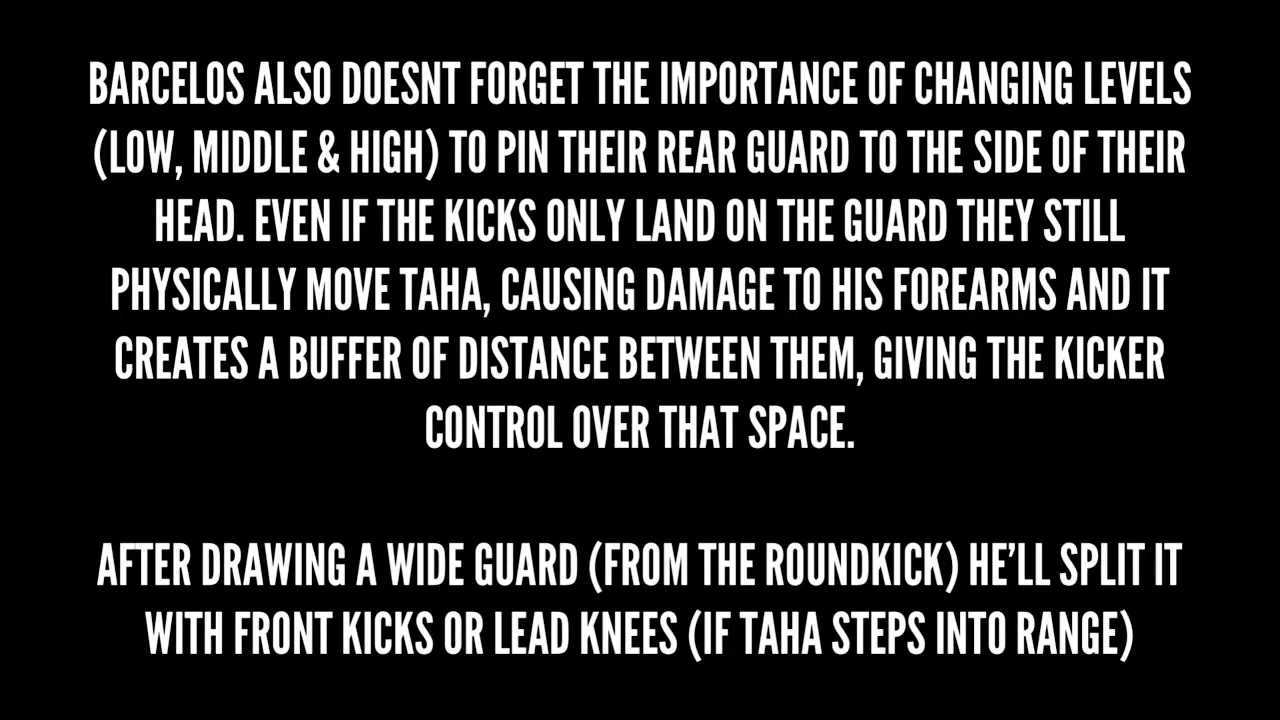 BARCELOS ALSO DOESNT FORGET THE IMPORTANCE OF CHANGING LEVELS
(LOW, MIDDLE & HIGH) TO PIN THEIR REAR GUARD TO THE SIDE OF THEIR
HEAD. EVEN IF THE KICKS ONLY LAND ON THE GUARD THEY STILL
PHYSICALLY MOVE TAHA, CAUSING DAMAGE TO HIS FOREARMS AND IT
CREATES A BUFFER OF DISTANCE BETWEEN THEM, GIVING THE KICKER
CONTROL OVER THAT SPACE.
AFTER DRAWING A WIDE GUARD (FROM THE ROUNDKICK) HE’LL SPLIT IT
WITH FRONT KICKS OR LEAD KNEES (IF TAHA STEPS INTO RANGE)